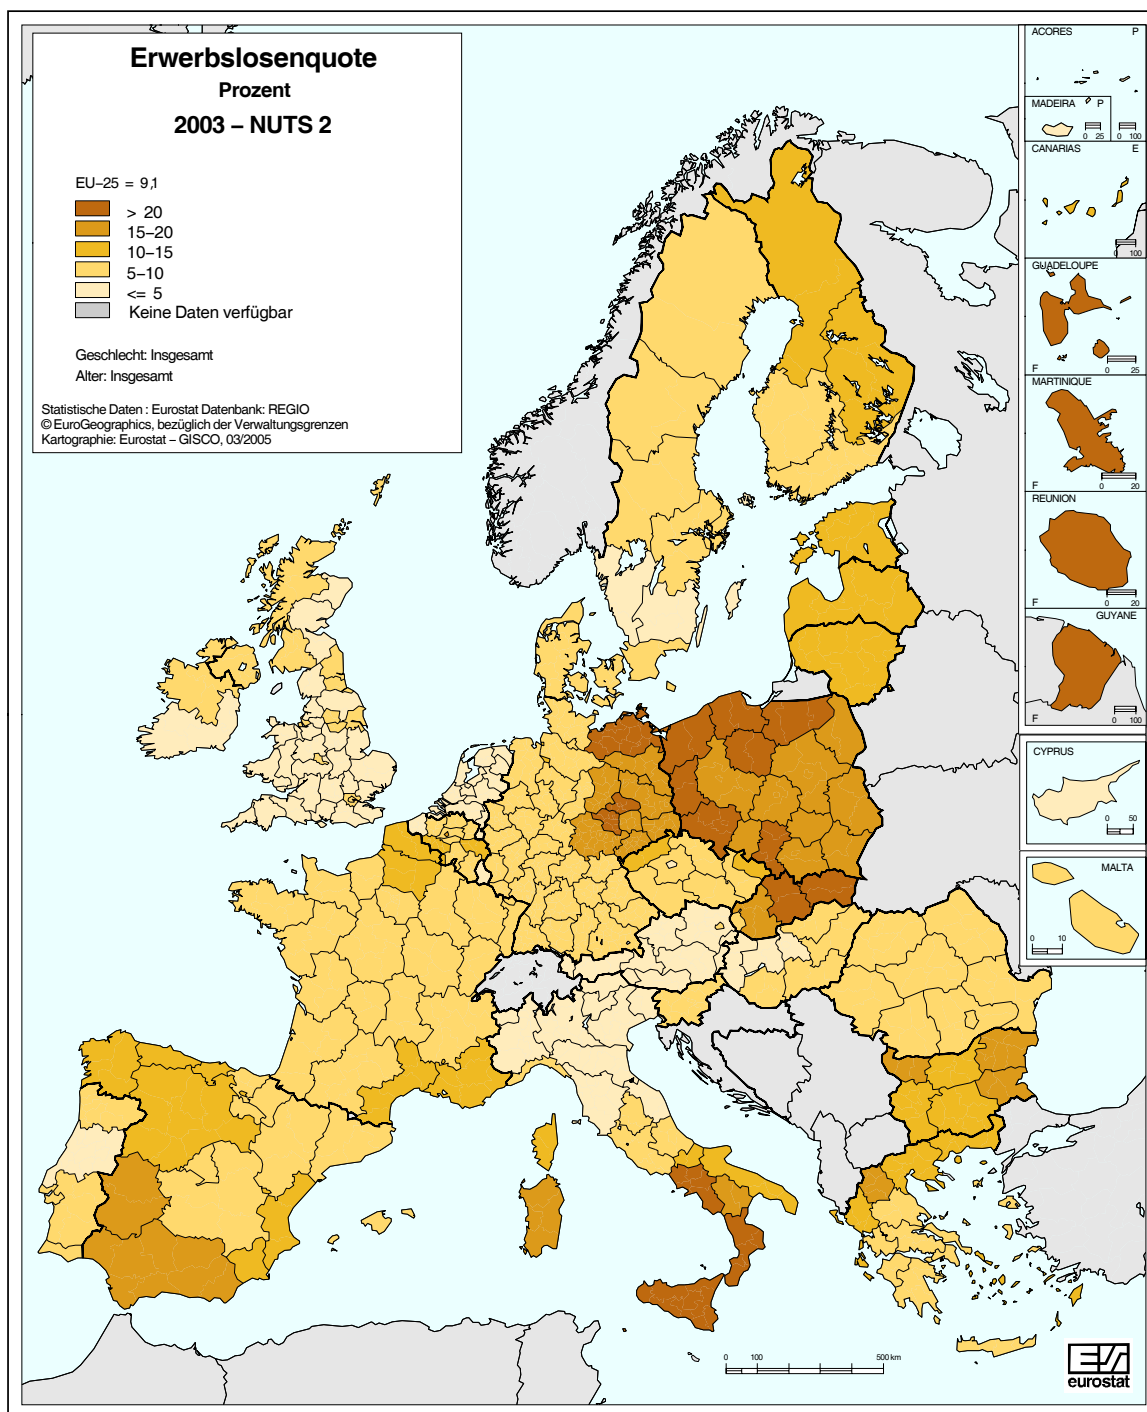 Erwerbslosenquote
Prozent
2003 – NUTS 2
EU–25 = 9,1
> 20
15–20
10–15
5–10
<= 5
Keine Daten verfügbar
Geschlecht: Insgesamt
Alter: Insgesamt
Statistische Daten : Eurostat Datenbank: REGIO
© EuroGeographics, bezüglich der Verwaltungsgrenzen
Kartographie: Eurostat – GISCO, 03/2005
ACORES P
MADEIRA P
0 25
0 100
CANARIAS E
0 100
GUADELOUPE
F
0 25
MARTINIQUE
F
0 20
REUNION
F
0 20
GUYANE
F
0 100
CYPRUS
0 50
MALTA
0 10
0 100 500 km
eurostat